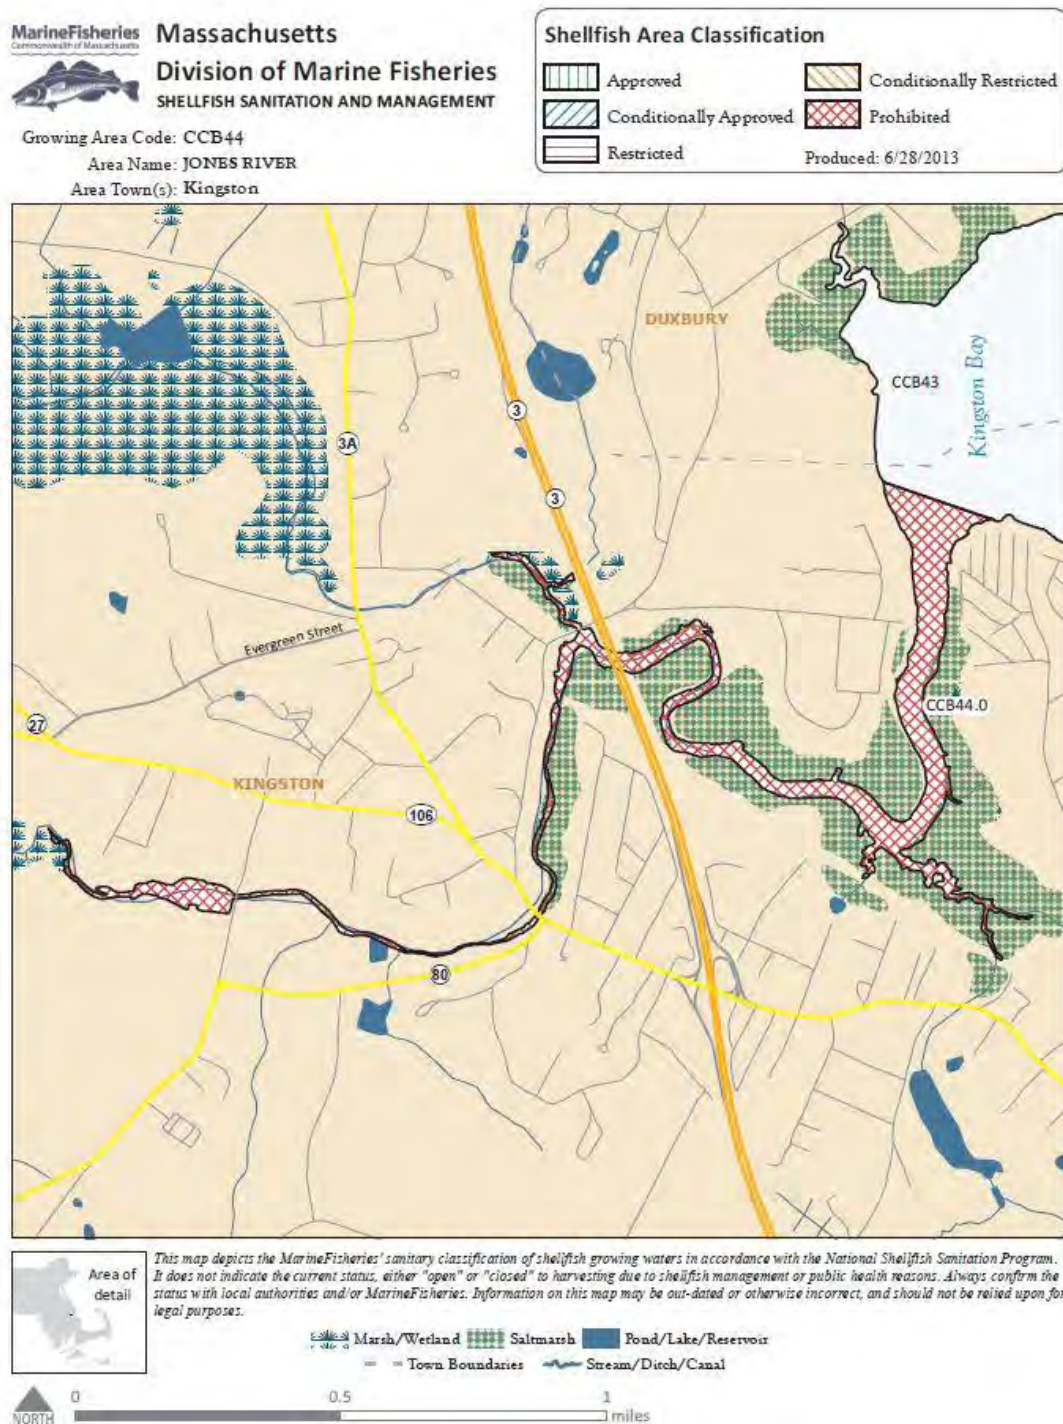 MarineFisheries
Commonwealth of Massachusetts
Massachusetts
Division of Marine Fisheries
SHELLFISH SANITATION AND MANAGEMENT
Growing Area Code: CCB44
Area Name: JONES RIVER
Area Town(s): Kingston
Shellfish Area Classification
Approved
Conditionally Approved
Restricted
Conditionally Restricted
Prohibited
Produced: 6/28/2013
DUXBURY
CCB43
Kingston Bay
3
3A
3
Evergreen Street
27
CCB44.0
KINGSTON
106
80
Area of
detail
This map depicts the MarineFisheries' sanitary classification of shellfish growing waters in accordance with the National Shellfish Sanitation Program.
It does not indicate the current status, either "open" or "closed" to harvesting due to shellfish management or public health reasons. Always confirm the
status with local authorities and/or MarineFisheries. Information on this map may be out-dated or otherwise incorrect, and should not be relied upon for
legal purposes.
Marsh/Wetland Saltmarsh Pond/Lake/Reservoir
Town Boundaries Stream/Ditch/Canal
NORTH
0 0.5 1
miles